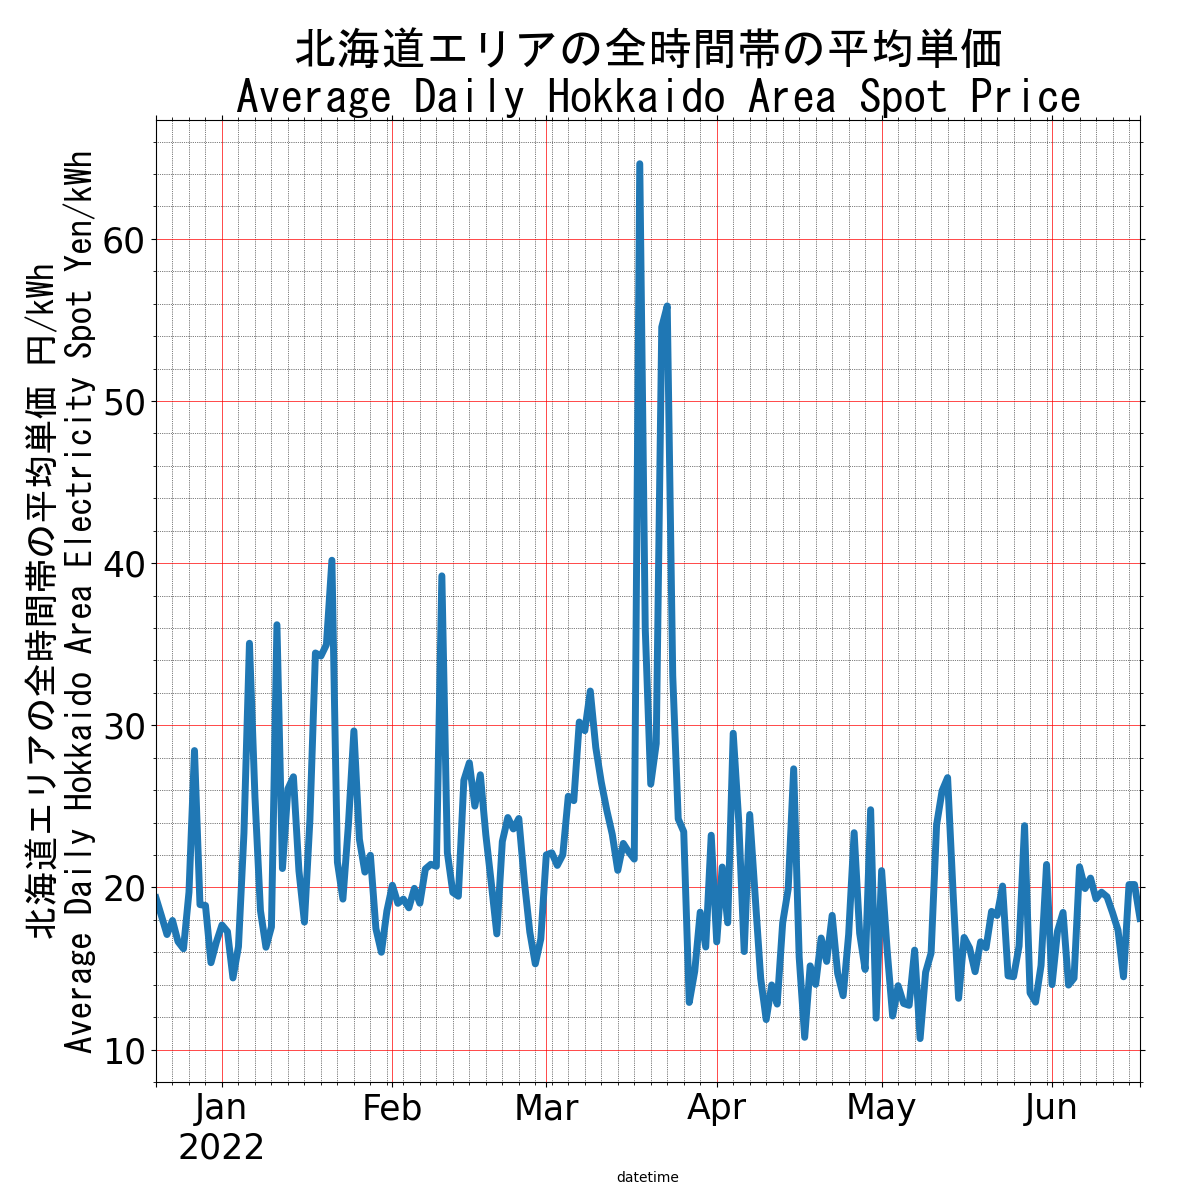 北海道エリアの全時間帯の平均単価
Average Daily Hokkaido Area Spot Price
北海道エリアの全時間帯の平均単価 円/kWh
Average Daily Hokkaido Area Electricity Spot Yen/kWh
60
50
40
30
20
10
Jan
2022
Feb
Mar
Apr
May
Jun
datetime